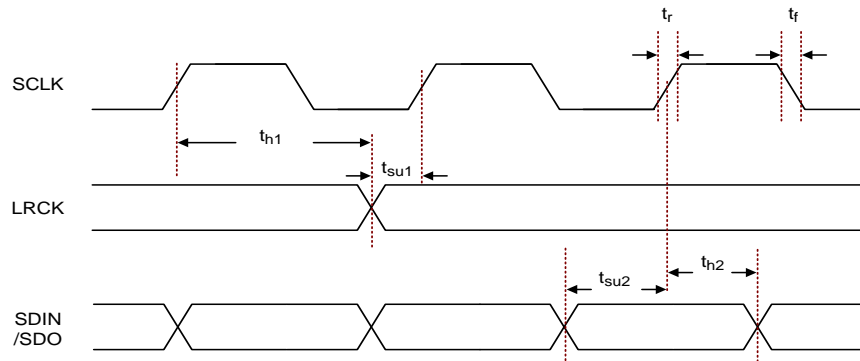 tr
tf
SCLK
th1
tsu1
LRCK
tsu2
th2
SDIN
/SDO